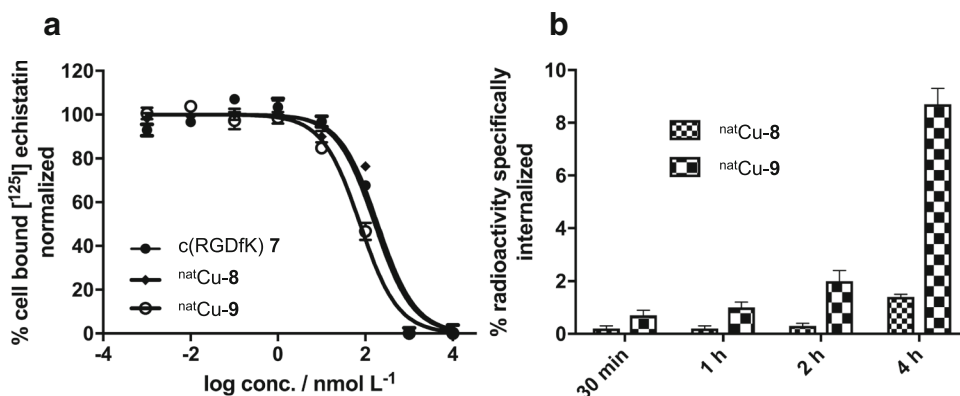 a
% cell bound [¹²⁵I] echistatin
normalized
120
100
80
60
40
20
0
-4
-2
0
2
4
log conc. / nmol L⁻¹
c(RGDfK) 7
ⁿᵃᵗCu-8
ⁿᵃᵗCu-9
b
% radioactivity specifically
internalized
10
8
6
4
2
0
30 min
1 h
2 h
4 h
ⁿᵃᵗCu-8
ⁿᵃᵗCu-9